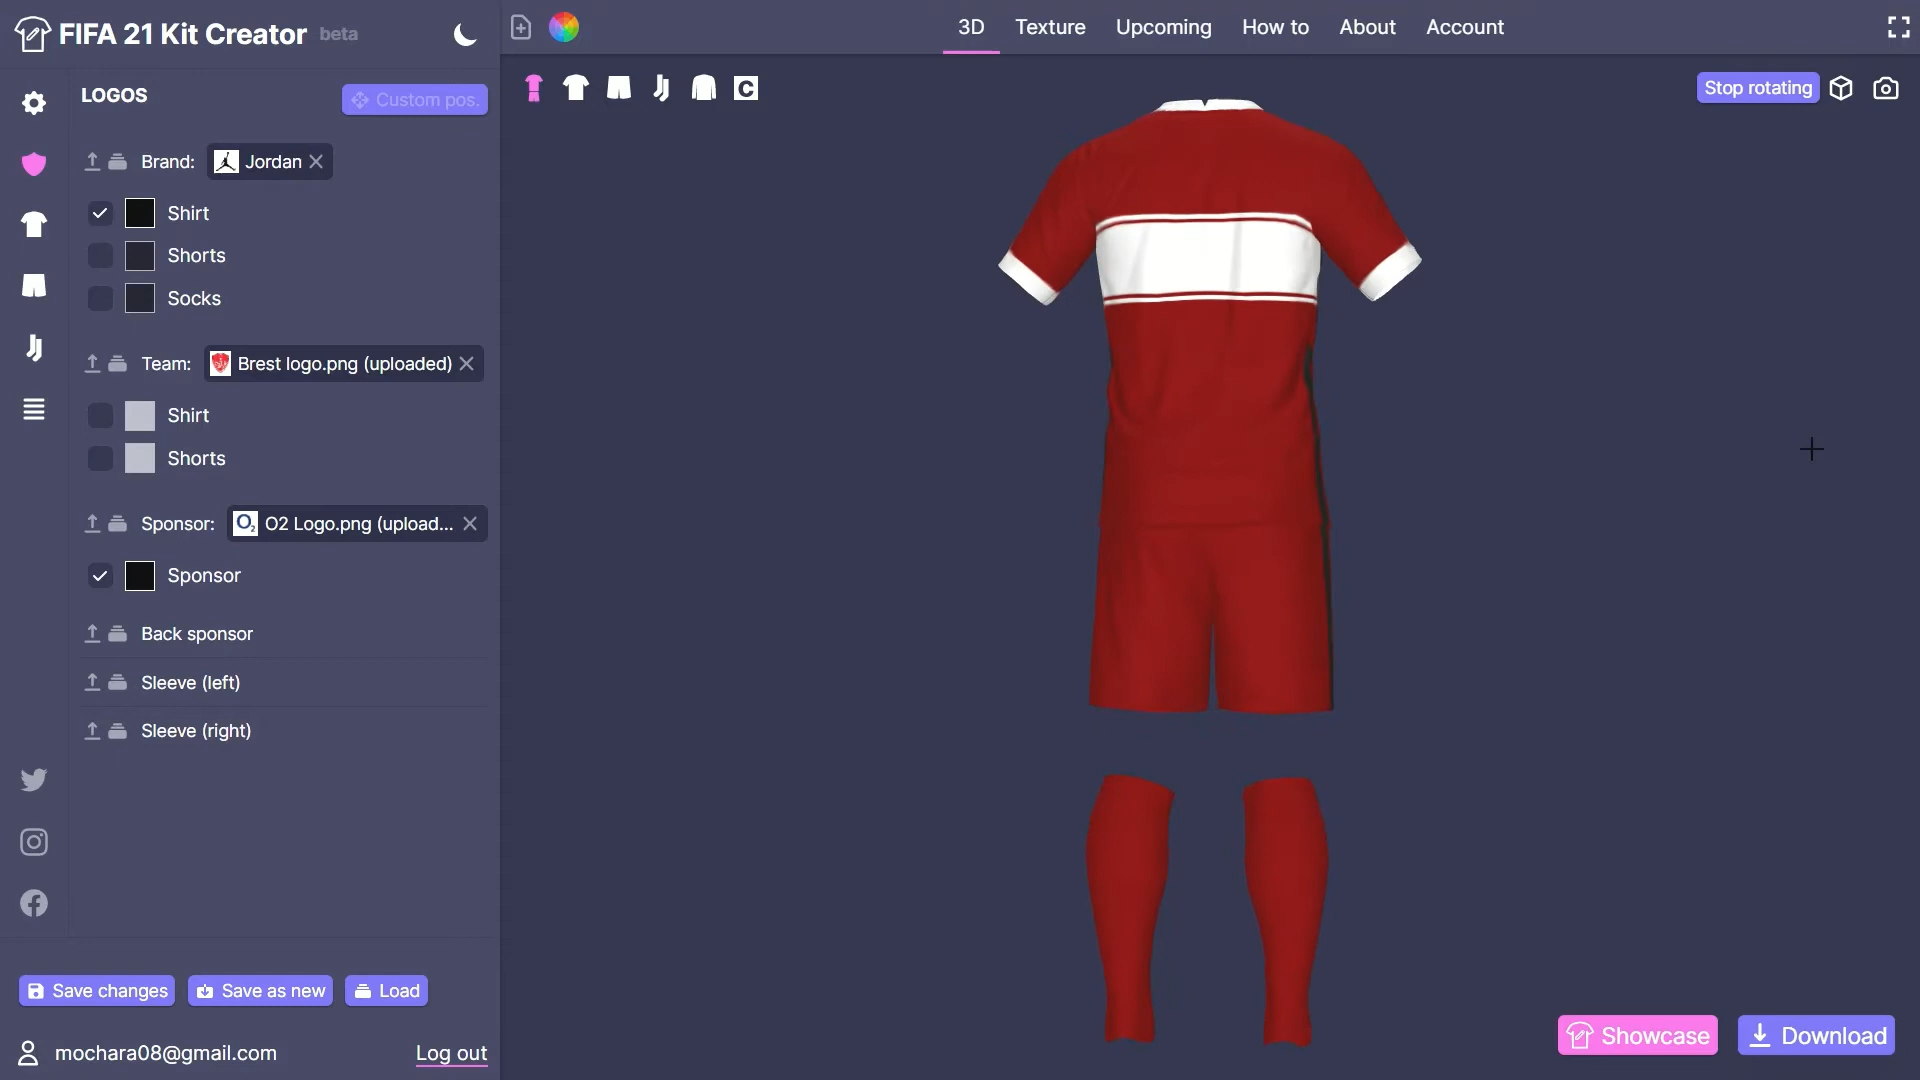 FIFA 21 Kit Creator beta
3D Texture Upcoming How to About Account
LOGOS
Custom pos.
C
Stop rotating
Brand: Jordan
Shirt
Shorts
Socks
Team: Brest logo.png (uploaded)
Shirt
Shorts
Sponsor: O2 O2 Logo.png (upload...
Sponsor
Back sponsor
Sleeve (left)
Sleeve (right)
Save changes Save as new Load
mochara08@gmail.com Log out
Showcase Download